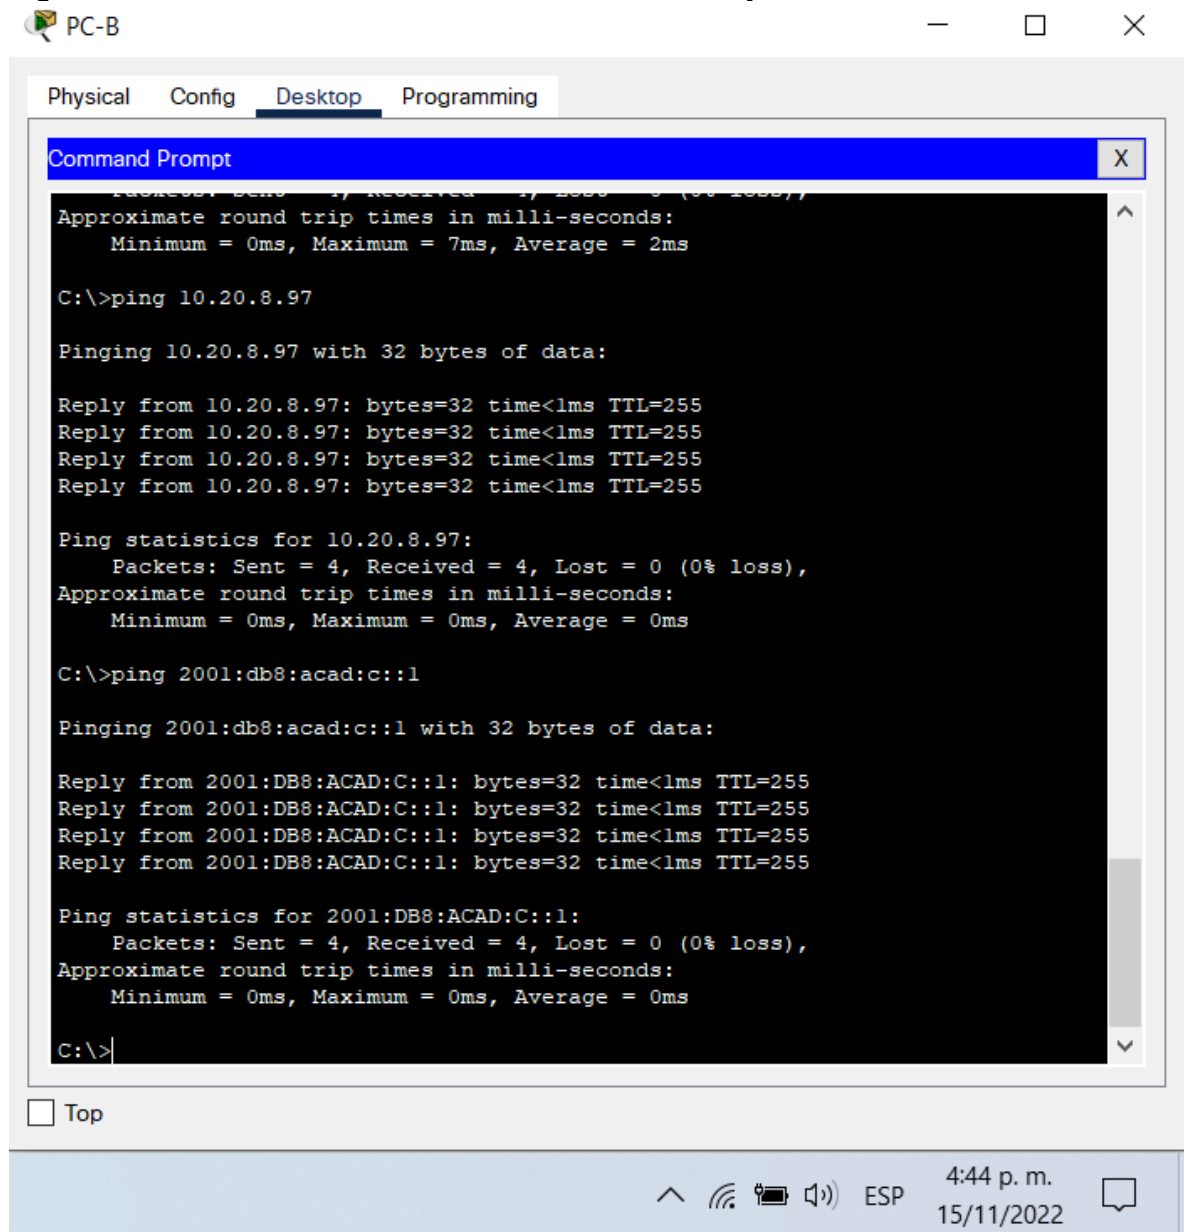 PC-B
Physical Config Desktop Programming
Command Prompt X
Packets: Sent = 4, Received = 4, Lost = 0 (0% loss),
Approximate round trip times in milli-seconds:
Minimum = 0ms, Maximum = 7ms, Average = 2ms
C:\>ping 10.20.8.97
Pinging 10.20.8.97 with 32 bytes of data:
Reply from 10.20.8.97: bytes=32 time<1ms TTL=255
Reply from 10.20.8.97: bytes=32 time<1ms TTL=255
Reply from 10.20.8.97: bytes=32 time<1ms TTL=255
Reply from 10.20.8.97: bytes=32 time<1ms TTL=255
Ping statistics for 10.20.8.97:
Packets: Sent = 4, Received = 4, Lost = 0 (0% loss),
Approximate round trip times in milli-seconds:
Minimum = 0ms, Maximum = 0ms, Average = 0ms
C:\>ping 2001:db8:acad:c::1
Pinging 2001:db8:acad:c::1 with 32 bytes of data:
Reply from 2001:DB8:ACAD:C::1: bytes=32 time<1ms TTL=255
Reply from 2001:DB8:ACAD:C::1: bytes=32 time<1ms TTL=255
Reply from 2001:DB8:ACAD:C::1: bytes=32 time<1ms TTL=255
Reply from 2001:DB8:ACAD:C::1: bytes=32 time<1ms TTL=255
Ping statistics for 2001:DB8:ACAD:C::1:
Packets: Sent = 4, Received = 4, Lost = 0 (0% loss),
Approximate round trip times in milli-seconds:
Minimum = 0ms, Maximum = 0ms, Average = 0ms
C:\>
Top
ESP 4:44 p. m.
15/11/2022